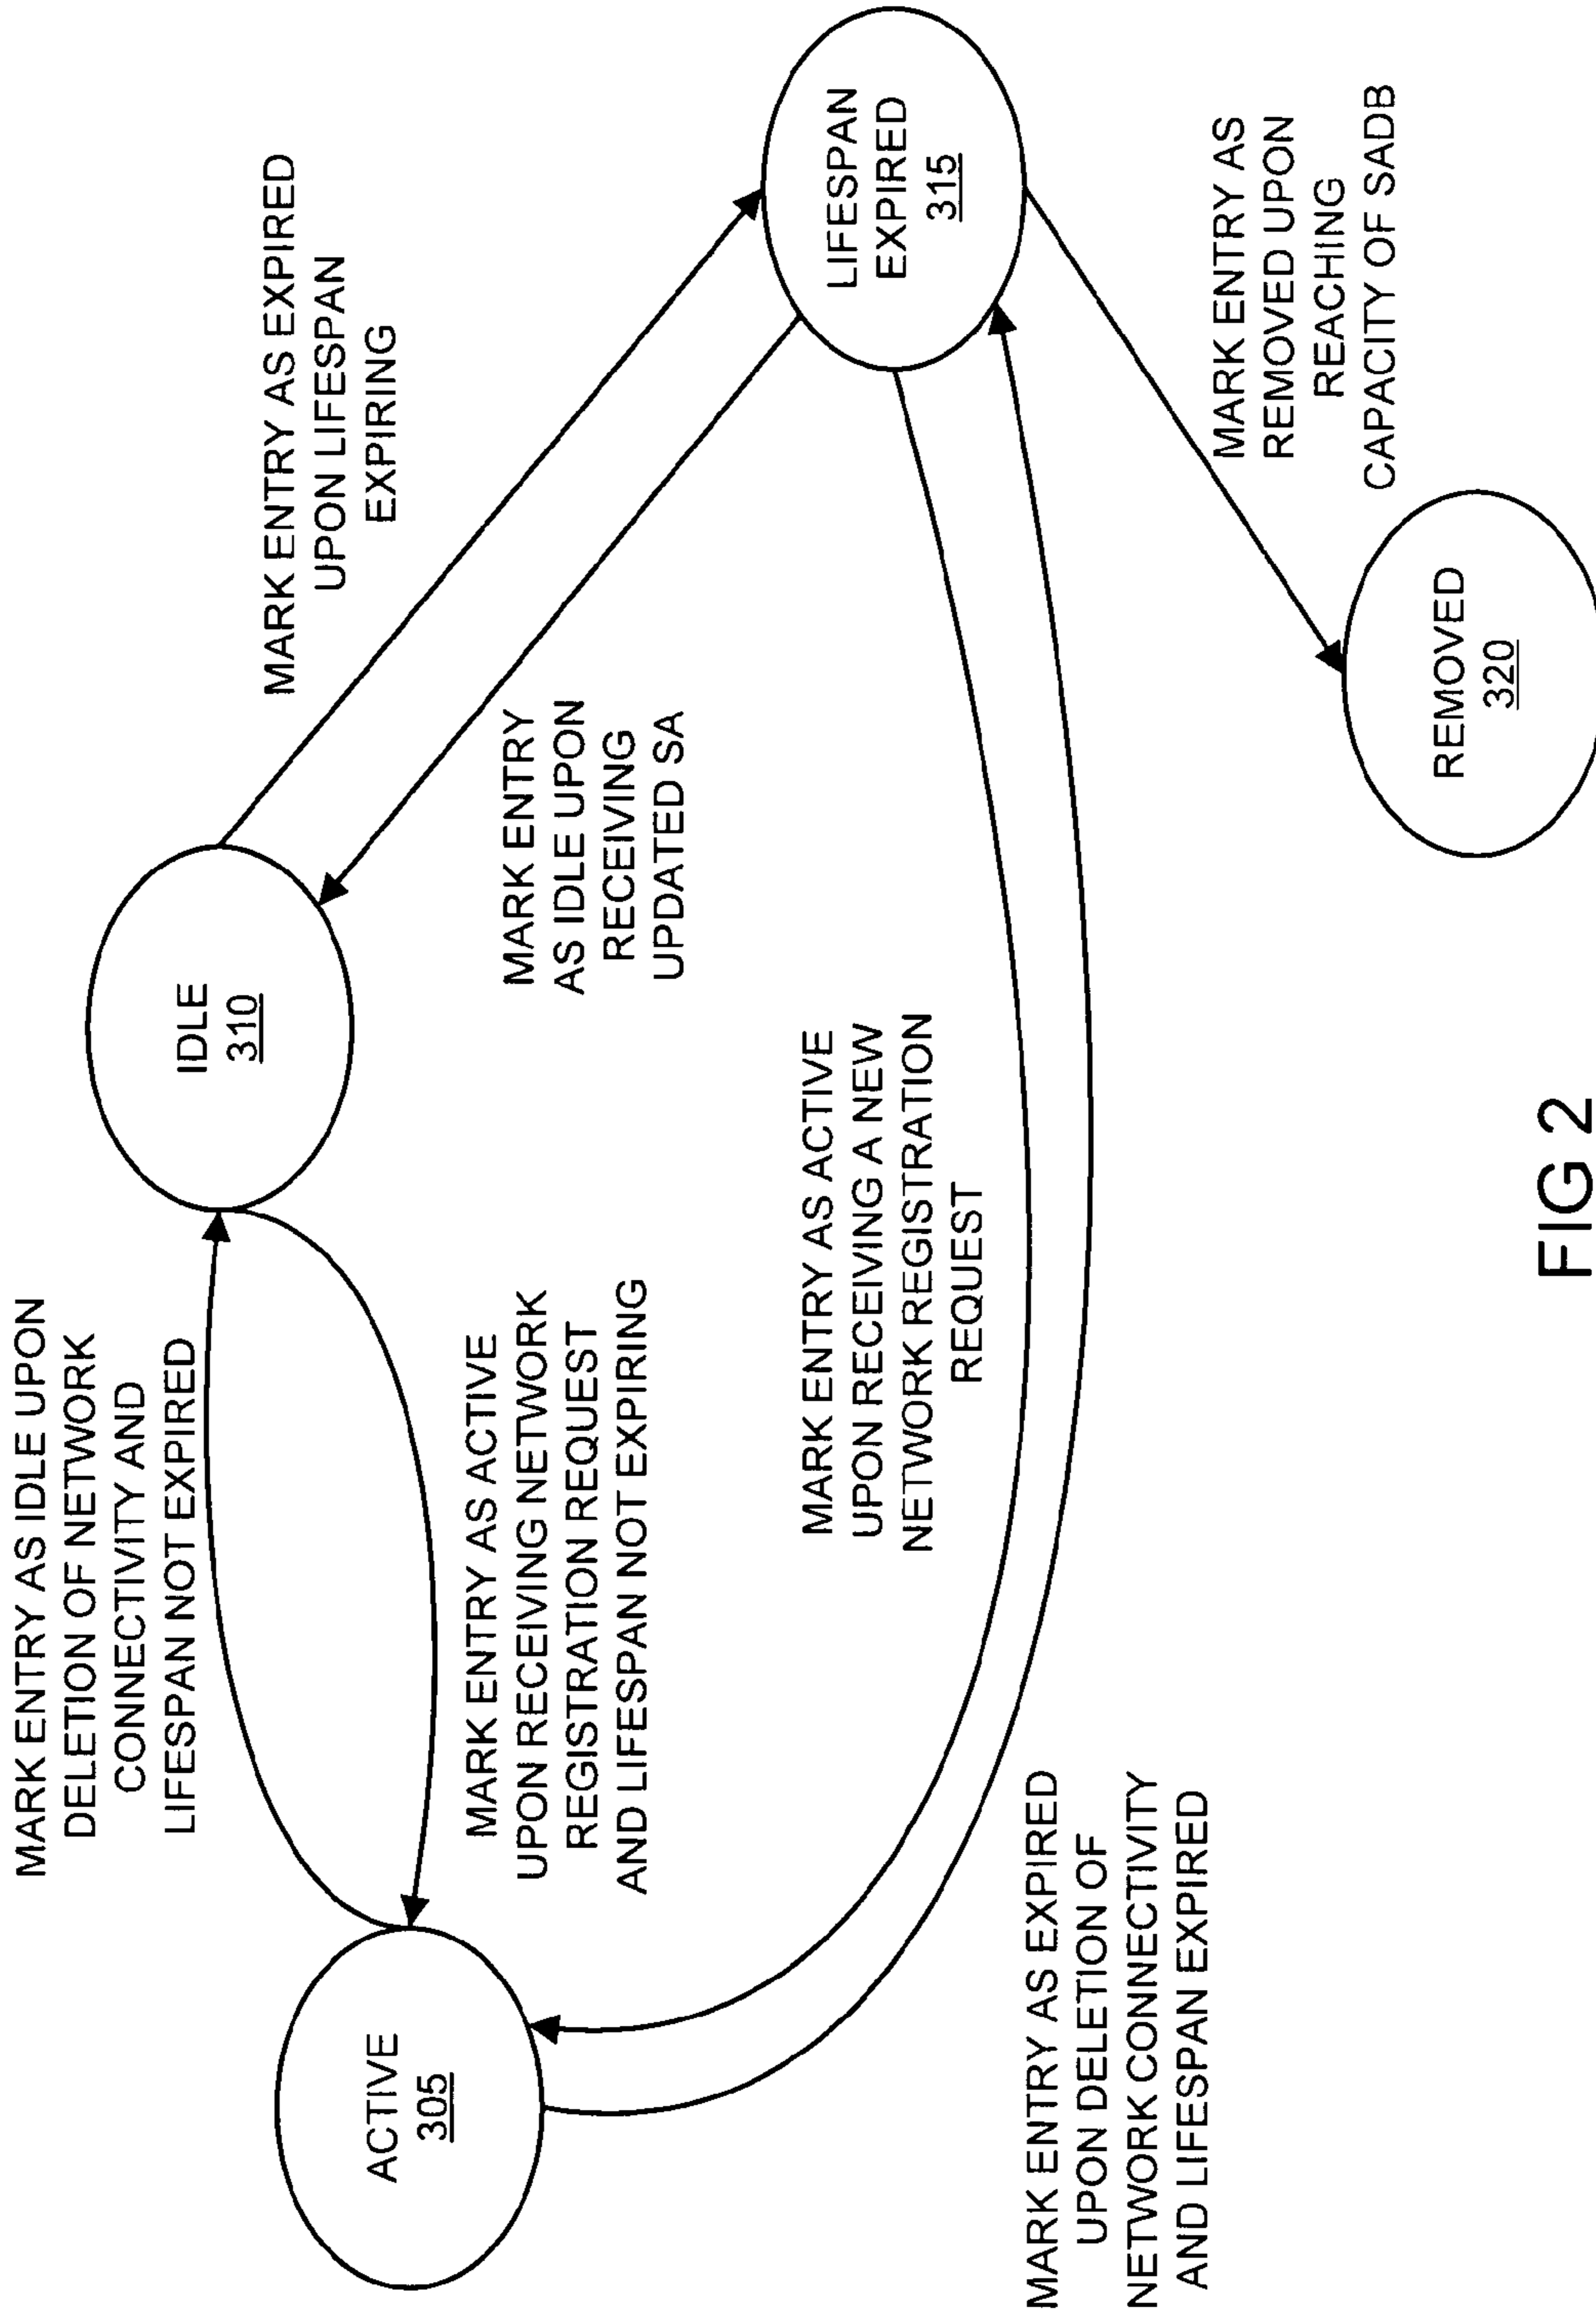 MARK ENTRY AS IDLE UPON
DELETION OF NETWORK
CONNECTIVITY AND
LIFESPAN NOT EXPIRED
IDLE
310
MARK ENTRY AS EXPIRED
UPON LIFESPAN
EXPIRING
ACTIVE
305
MARK ENTRY AS ACTIVE
UPON RECEIVING NETWORK
REGISTRATION REQUEST
AND LIFESPAN NOT EXPIRING
MARK ENTRY
AS IDLE UPON
RECEIVING
UPDATED SA
LIFESPAN
EXPIRED
315
MARK ENTRY AS ACTIVE
UPON RECEIVING A NEW
NETWORK REGISTRATION
REQUEST
MARK ENTRY AS EXPIRED
UPON DELETION OF
NETWORK CONNECTIVITY
AND LIFESPAN EXPIRED
MARK ENTRY AS
REMOVED UPON
REACHING
CAPACITY OF SADB
REMOVED
320
FIG 2